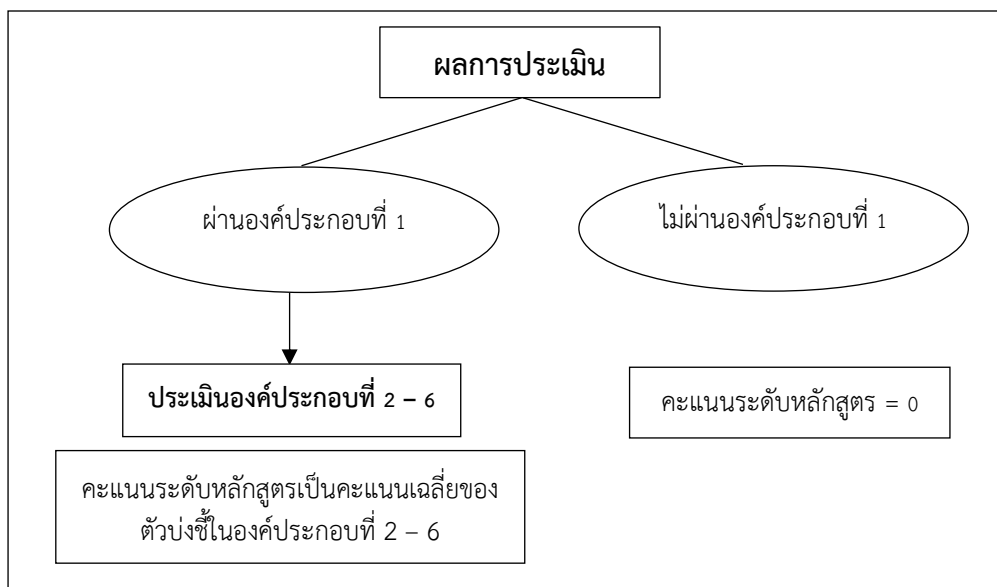 ผลการประเมิน
ผ่านองค์ประกอบที่ 1
ไม่ผ่านองค์ประกอบที่ 1
ประเมินองค์ประกอบที่ 2 – 6
คะแนนระดับหลักสูตร = 0
คะแนนระดับหลักสูตรเป็นคะแนนเฉลี่ยของ
ตัวบ่งชี้ในองค์ประกอบที่ 2 – 6